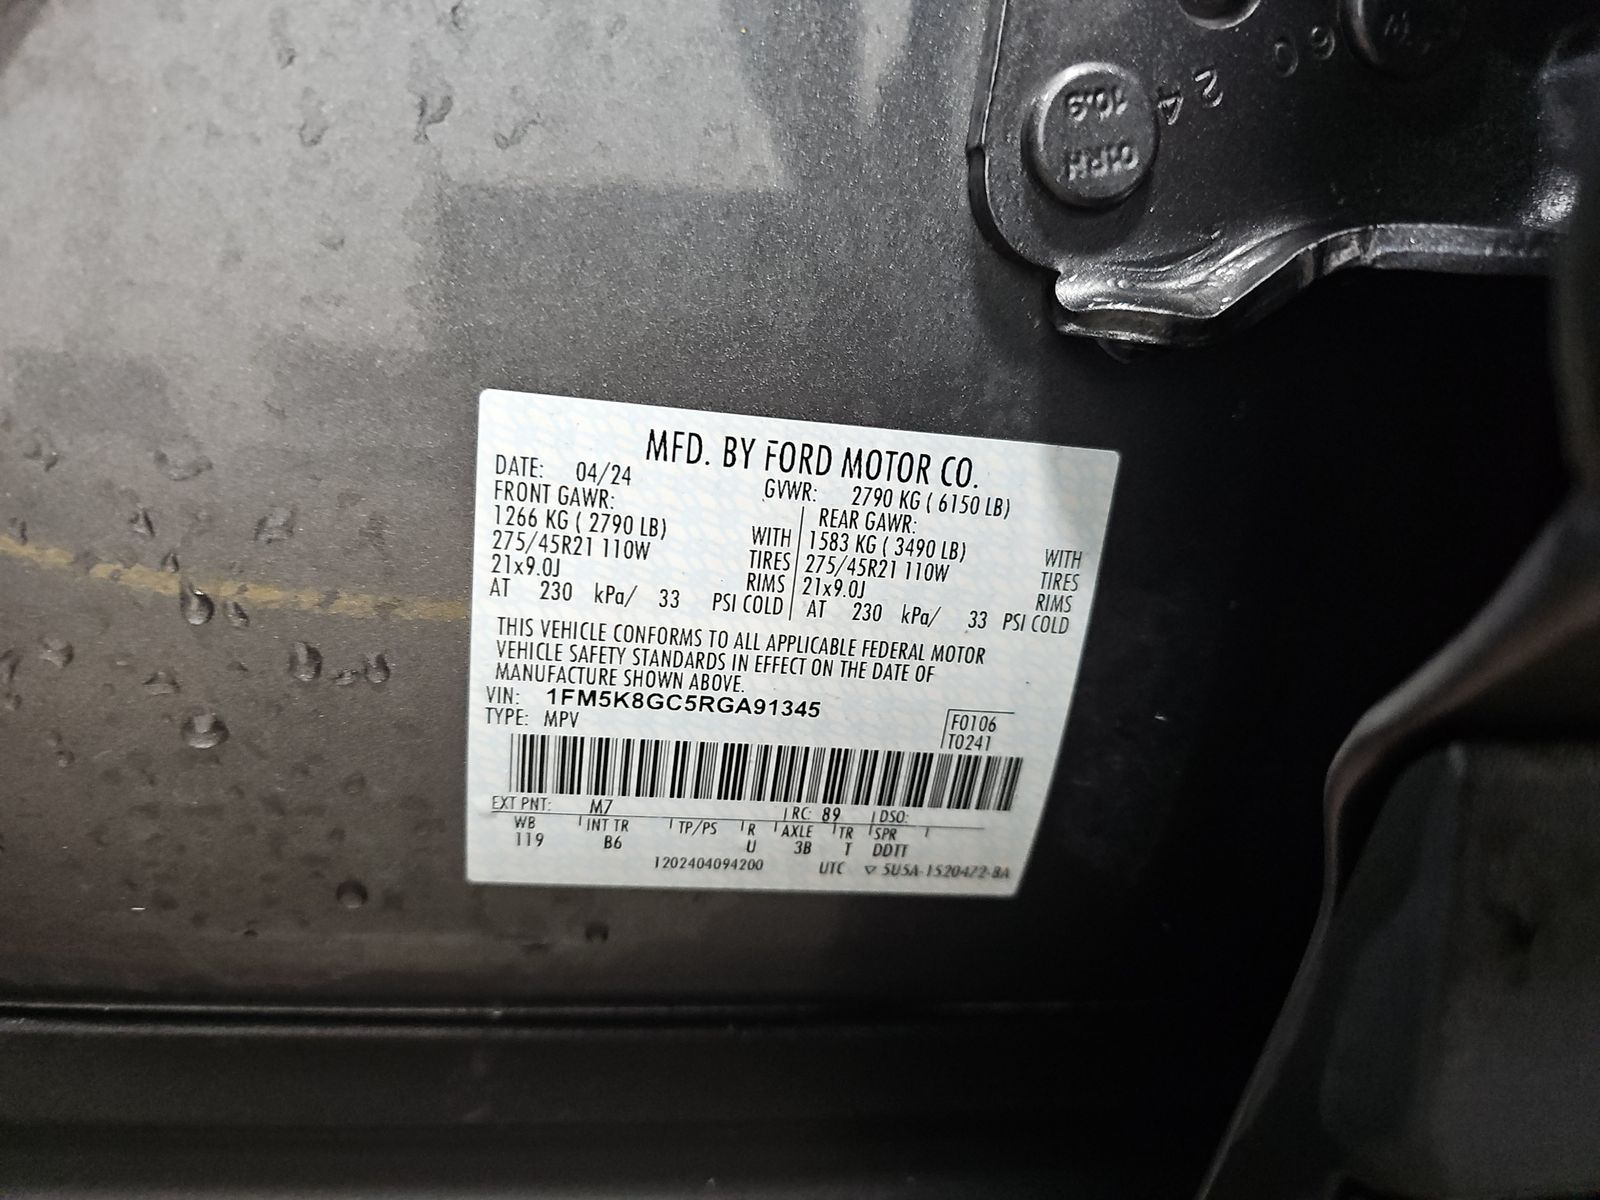 10.9
24 060
MFD. BY FORD MOTOR CO.
DATE: 04/24 GVWR: 2790 KG ( 6150 LB)
FRONT GAWR: REAR GAWR:
1266 KG ( 2790 LB) WITH 1583 KG ( 3490 LB) WITH
275/45R21 110W TIRES 275/45R21 110W TIRES
21x9.0J RIMS 21x9.0J RIMS
AT 230 kPa/ 33 PSI COLD AT 230 kPa/ 33 PSI COLD
THIS VEHICLE CONFORMS TO ALL APPLICABLE FEDERAL MOTOR
VEHICLE SAFETY STANDARDS IN EFFECT ON THE DATE OF
MANUFACTURE SHOWN ABOVE.
VIN: 1FM5K8GC5RGA91345
TYPE: MPV
F0106
T0241
EXT PNT: M7 RC: 89 DSO:
WB INT TR TP/PS R AXLE TR SPR
119 B6 U 3B T DDTT
1202404094200 UTC ▽ 5U5A-1520472-BA